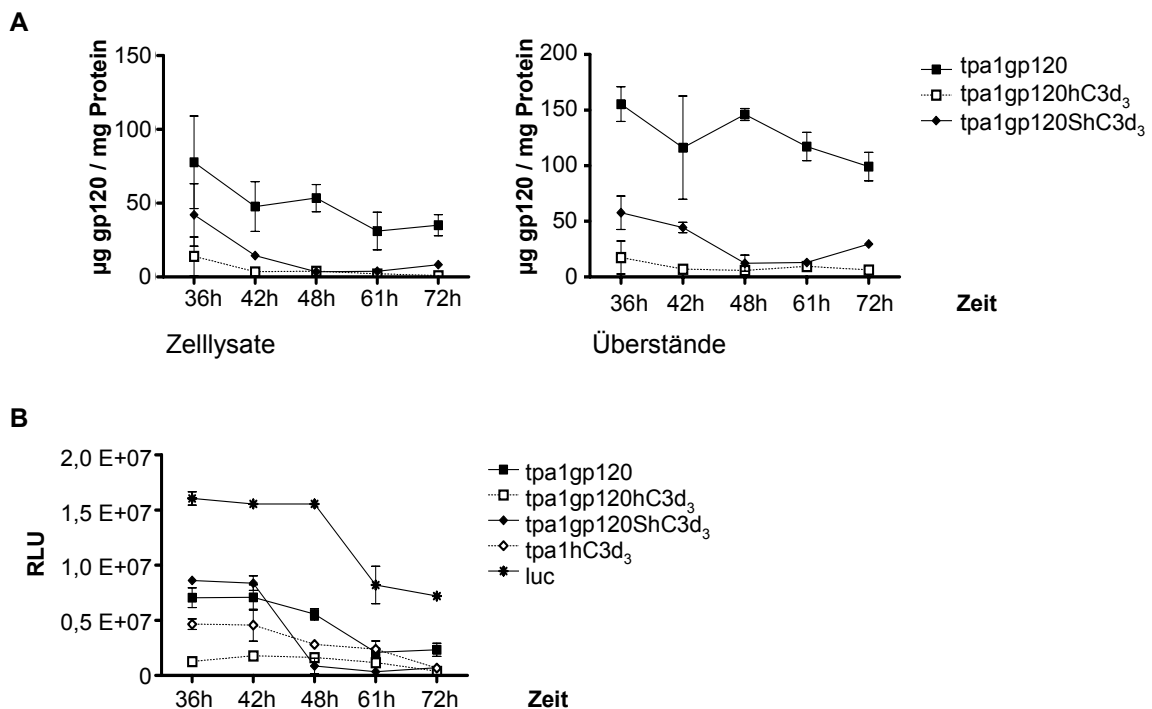 A
µg gp120 / mg Protein
150
100
50
0
36h 42h 48h 61h 72h
Zelllysate
µg gp120 / mg Protein
200
150
100
50
0
36h 42h 48h 61h 72h
Zeit
Überstände
tpa1gp120
tpa1gp120hC3d₃
tpa1gp120ShC3d₃
B
RLU
2,0 E+07
1,5 E+07
1,0 E+07
0,5 E+07
0
36h 42h 48h 61h 72h
Zeit
tpa1gp120
tpa1gp120hC3d₃
tpa1gp120ShC3d₃
tpa1hC3d₃
luc